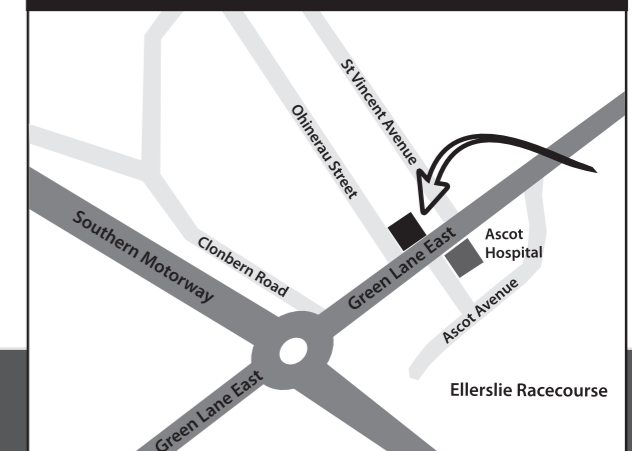 St Vincent Avenue
Ohinerau Street
Southern Motorway
Clonbern Road
Green Lane East
Ascot
Hospital
Ascot Avenue
Ellerslie Racecourse
Green Lane East